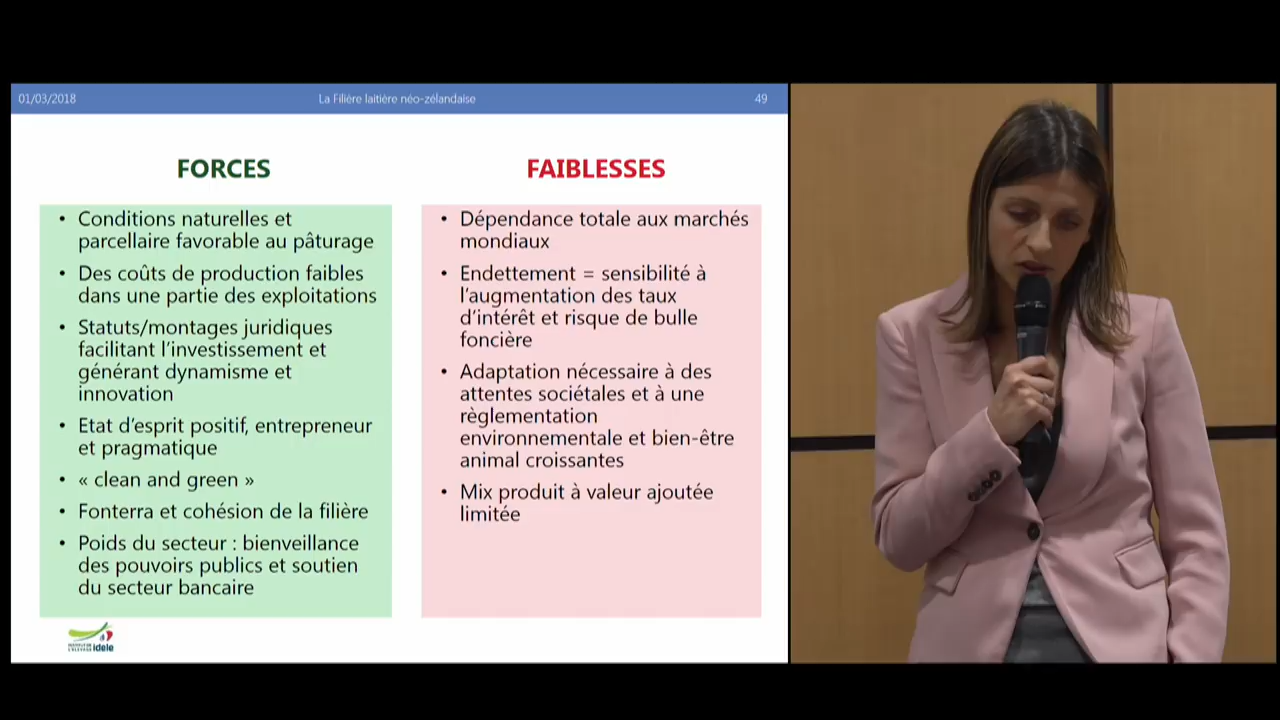 01/03/2018
La Filière laitière néo-zélandaise
49
FORCES
• Conditions naturelles et
parcellaire favorable au pâturage
• Des coûts de production faibles
dans une partie des exploitations
• Statuts/montages juridiques
facilitant l'investissement et
générant dynamisme et
innovation
• Etat d'esprit positif, entrepreneur
et pragmatique
• « clean and green »
• Fonterra et cohésion de la filière
• Poids du secteur : bienveillance
des pouvoirs publics et soutien
du secteur bancaire
FAIBLESSES
• Dépendance totale aux marchés
mondiaux
• Endettement = sensibilité à
l'augmentation des taux
d'intérêt et risque de bulle
foncière
• Adaptation nécessaire à des
attentes sociétales et à une
règlementation
environnementale et bien-être
animal croissantes
• Mix produit à valeur ajoutée
limitée
INSTITUT DE
L'ELEVAGE idele